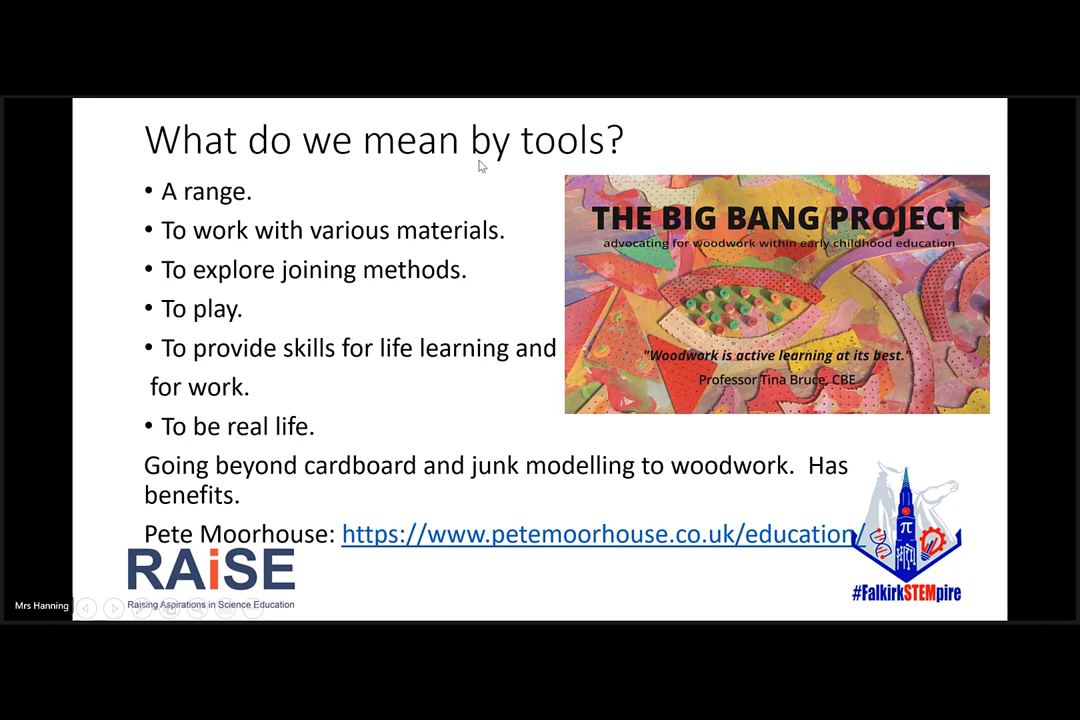 What do we mean by tools?
• A range.
• To work with various materials.
• To explore joining methods.
• To play.
• To provide skills for life learning and
for work.
• To be real life.
Going beyond cardboard and junk modelling to woodwork.  Has
benefits.
Pete Moorhouse: https://www.petemoorhouse.co.uk/education/
THE BIG BANG PROJECT
advocating for woodwork within early childhood education
"Woodwork is active learning at its best."
Professor Tina Bruce, CBE
RAiSE
Raising Aspirations in Science Education
π
#FalkirkSTEMpire
Mrs Hanning